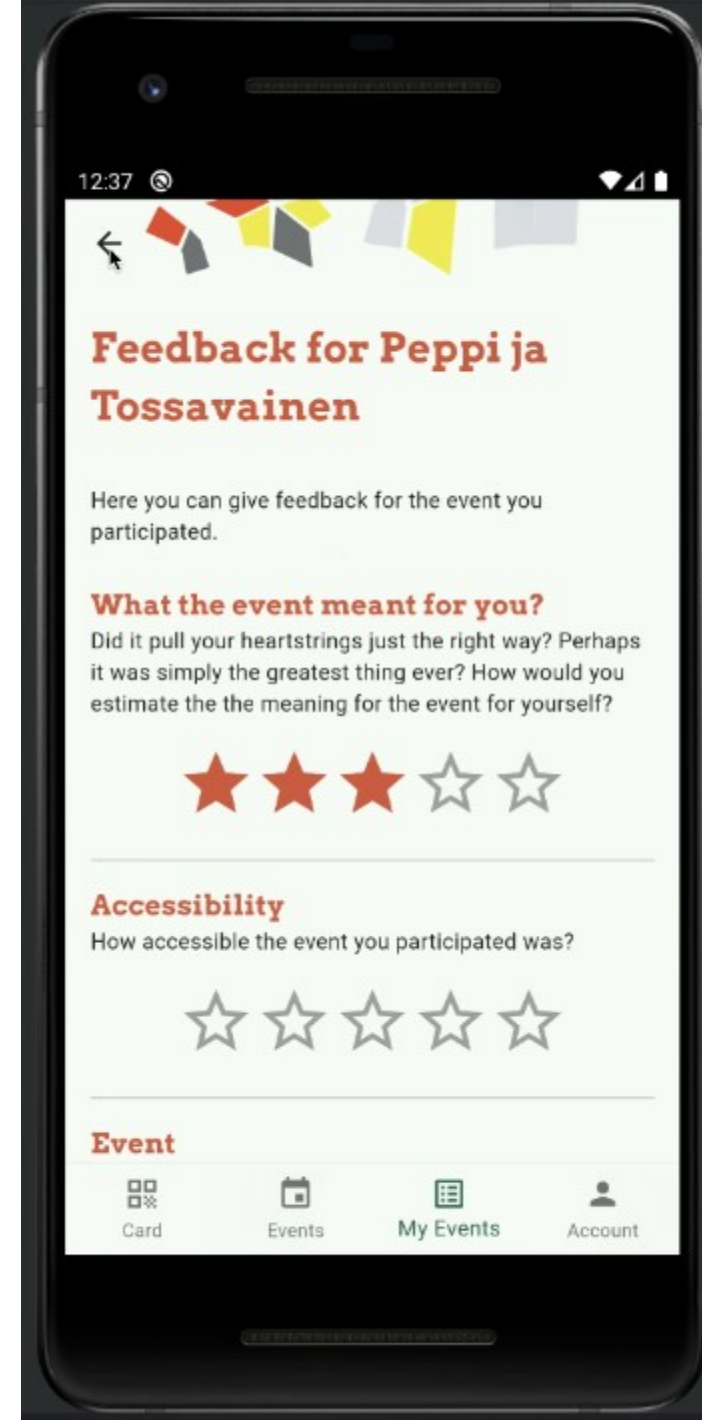 12:37
Feedback for Peppi ja
Tossavainen
Here you can give feedback for the event you
participated.
What the event meant for you?
Did it pull your heartstrings just the right way? Perhaps
it was simply the greatest thing ever? How would you
estimate the the meaning for the event for yourself?
Accessibility
How accessible the event you participated was?
Event
Card Events My Events Account